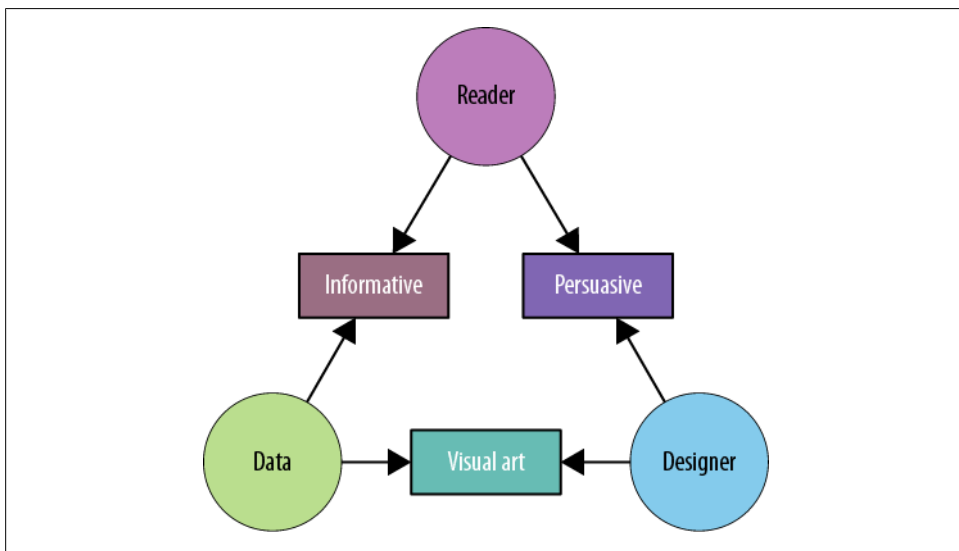 Reader
Informative
Persuasive
Data
Visual art
Designer